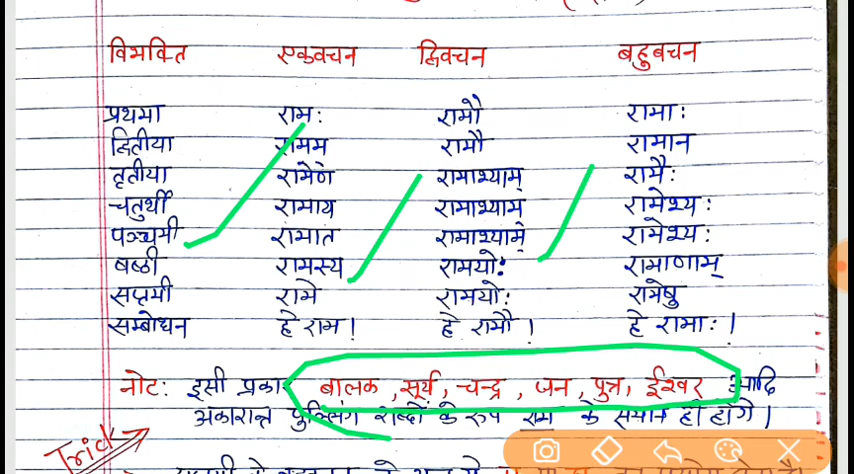 विभक्ति एकवचन द्विवचन बहुबचन
प्रथमा रामः रामौ रामाः
द्वितीया रामम रामौ रामान
तृतीया रामेण रामाभ्याम् रामैः
चतुर्थी रामाय रामाभ्याम् रामेभ्यः
पञ्चमी रामात रामाभ्याम् रामेभ्यः
षष्ठी रामस्य रामयोः रामाणाम्
सप्तमी रामे रामयोः रामेषु
सम्बोधन हे राम! हे रामौ! हे रामाः!
नोटः इसी प्रकार बालक, सूर्य, चन्द्र, जन, पुत्र, ईश्वर आदि
अकारान्त पुल्लिंग शब्दों के रूप राम के समान ही होंगे।
Trick